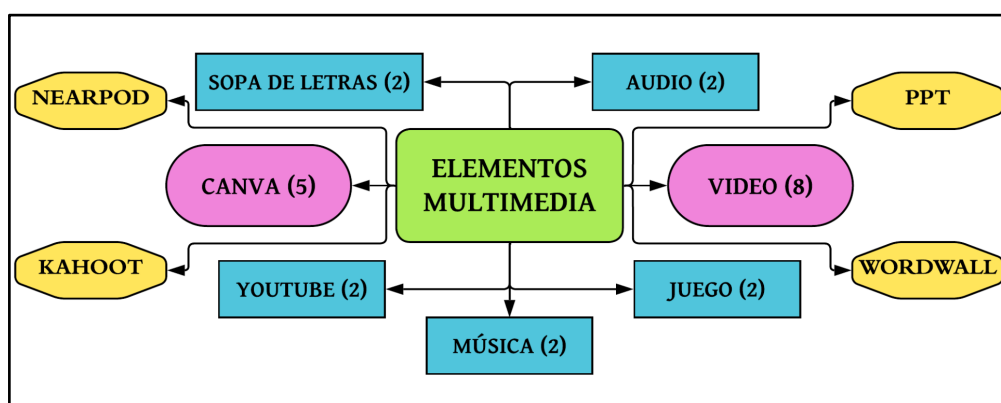 SOPA DE LETRAS (2)
AUDIO (2)
NEARPOD
PPT
ELEMENTOS
MULTIMEDIA
CANVA (5)
VIDEO (8)
KAHOOT
WORDWALL
YOUTUBE (2)
JUEGO (2)
MÚSICA (2)